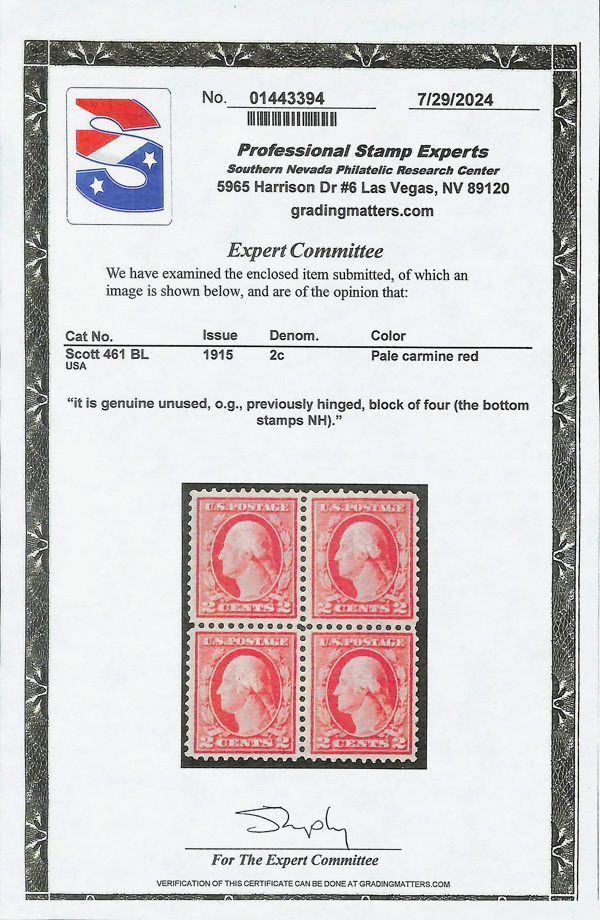 No. 01443394 7/29/2024
Professional Stamp Experts
Southern Nevada Philatelic Research Center
5965 Harrison Dr #6 Las Vegas, NV 89120
gradingmatters.com
Expert Committee
We have examined the enclosed item submitted, of which an
image is shown below, and are of the opinion that:
Cat No. Issue Denom. Color
Scott 461 BL 1915 2c Pale carmine red
USA
“it is genuine unused, o.g., previously hinged, block of four (the bottom
stamps NH).”
U.S. POSTAGE U.S. POSTAGE
2 CENTS 2 2 CENTS 2
U.S. POSTAGE U.S. POSTAGE
2 CENTS 2 2 CENTS 2
For The Expert Committee
VERIFICATION OF THIS CERTIFICATE CAN BE DONE AT GRADINGMATTERS.COM